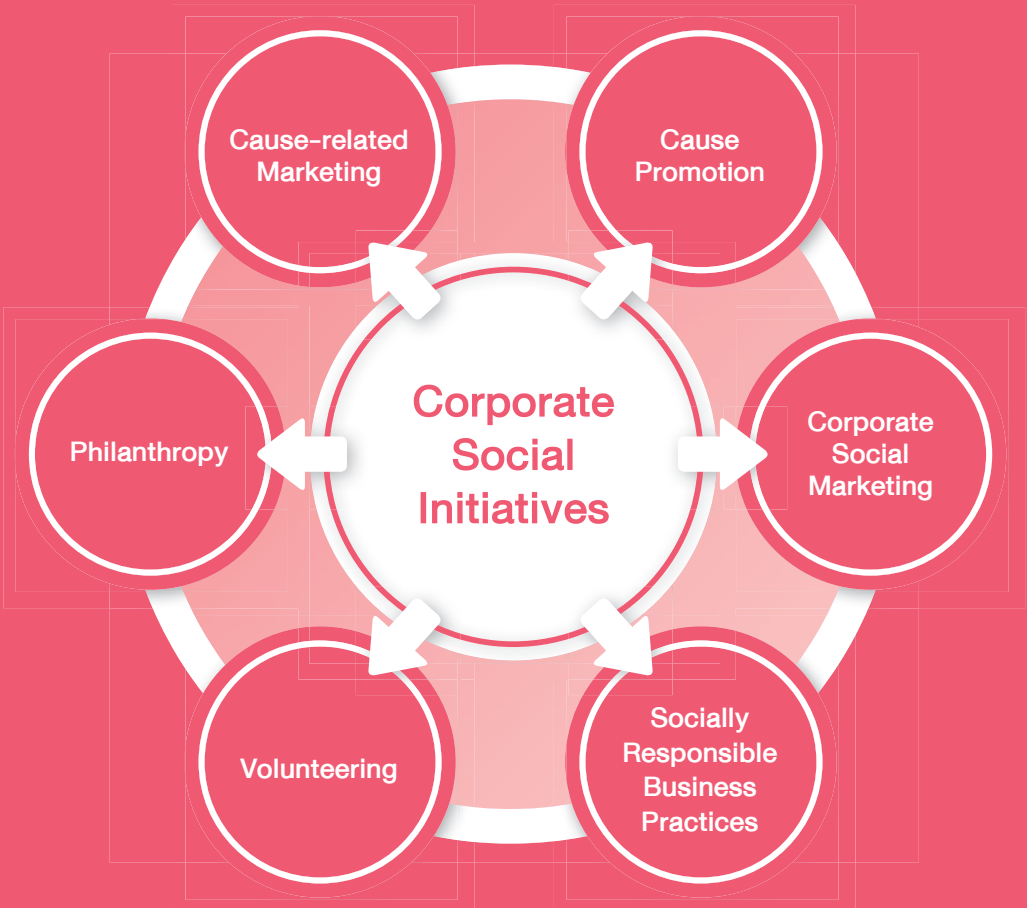 Cause-related
Marketing
Cause
Promotion
Philanthropy
Corporate
Social
Initiatives
Corporate
Social
Marketing
Volunteering
Socially
Responsible
Business
Practices